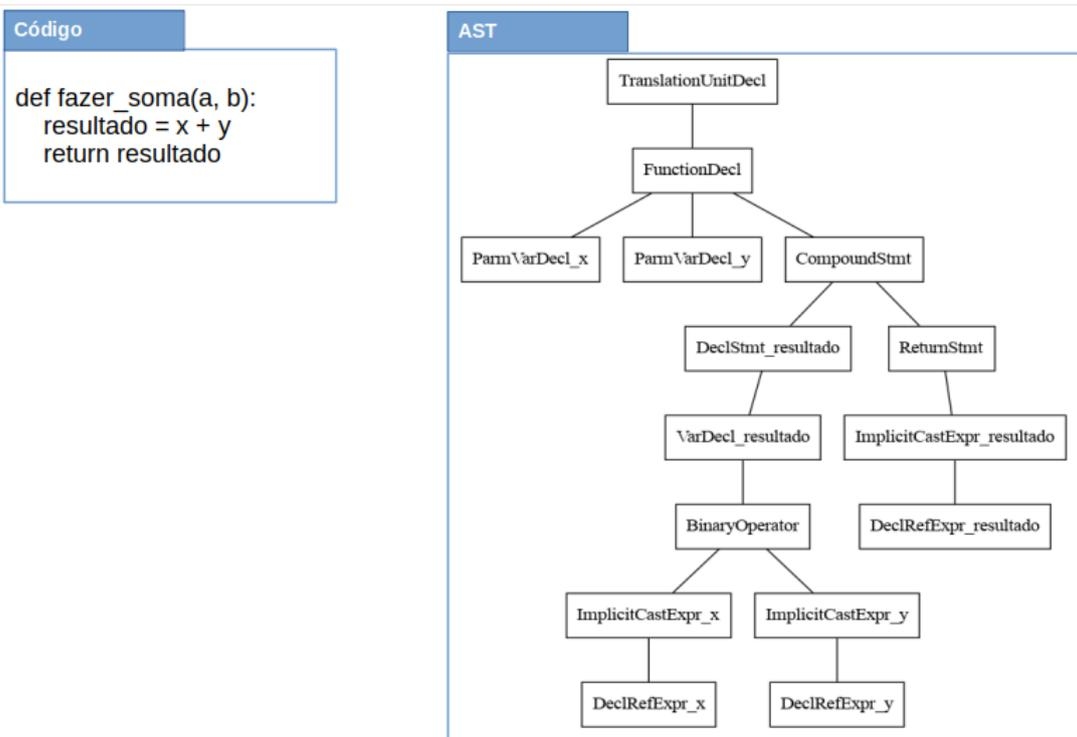 Código
def fazer_soma(a, b):
resultado = x + y
return resultado
AST
TranslationUnitDecl
FunctionDecl
ParmVarDecl_x
ParmVarDecl_y
CompoundStmt
DeclStmt_resultado
ReturnStmt
VarDecl_resultado
ImplicitCastExpr_resultado
BinaryOperator
DeclRefExpr_resultado
ImplicitCastExpr_x
ImplicitCastExpr_y
DeclRefExpr_x
DeclRefExpr_y